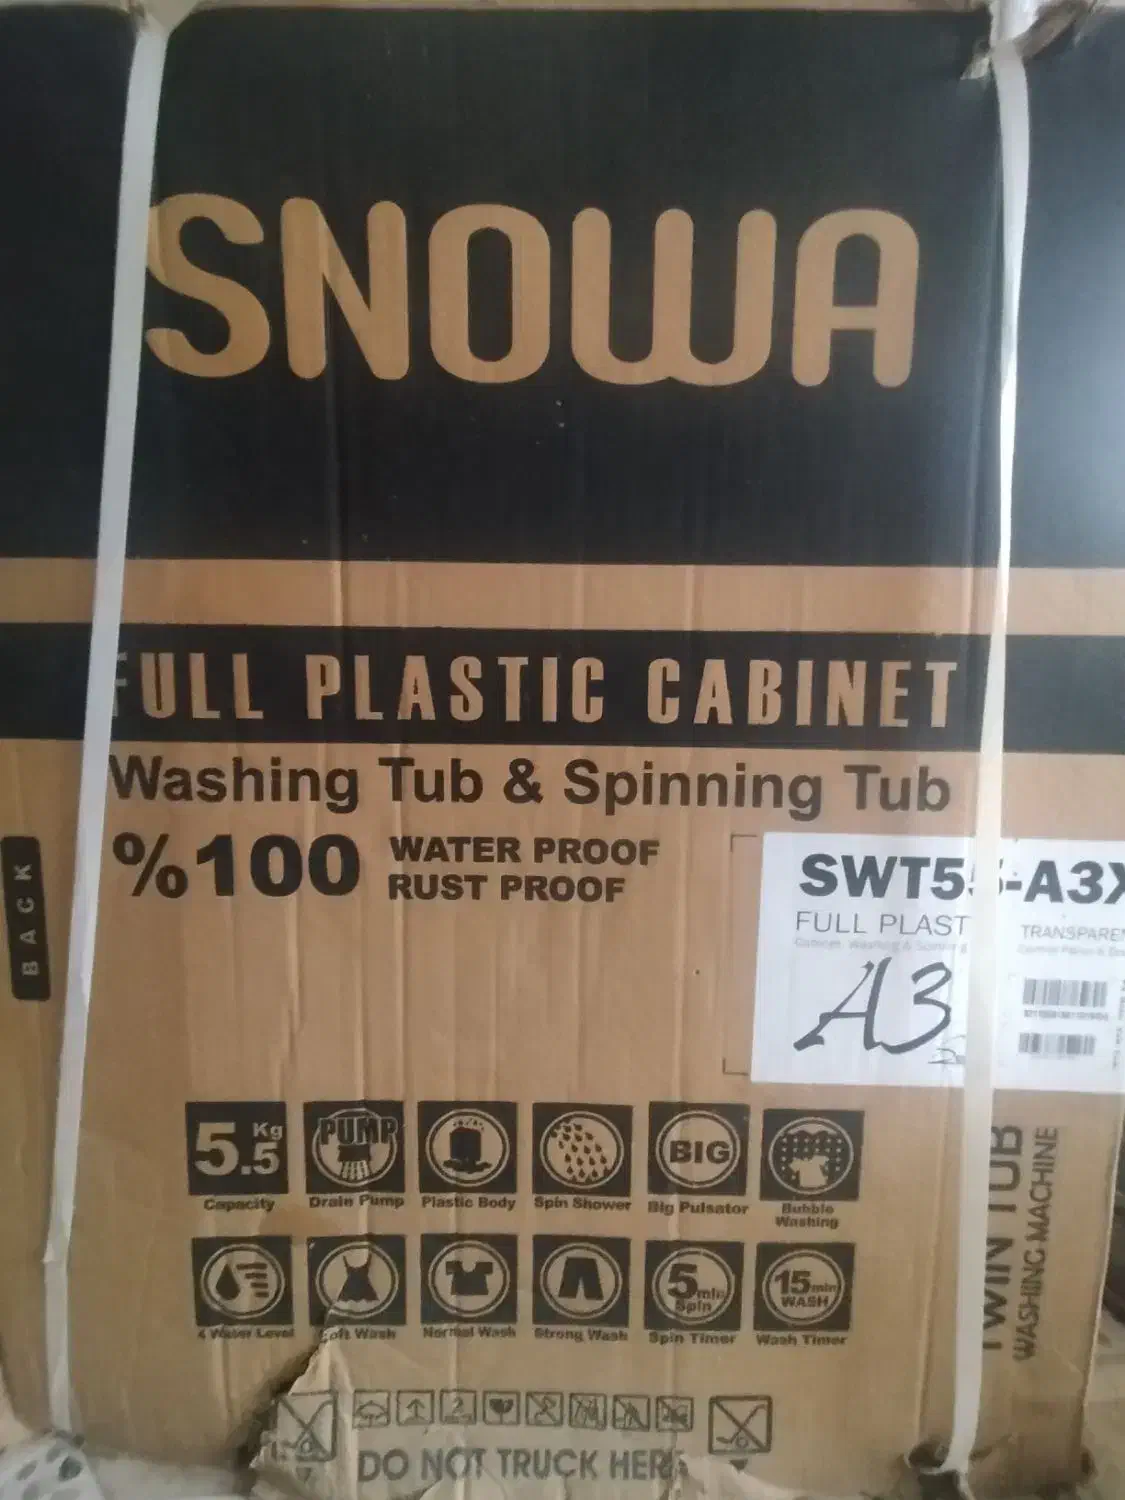 SNOWA
FULL PLASTIC CABINET
Washing Tub & Spinning Tub
%100 WATER PROOF
RUST PROOF
BACK
SWT55-A3X
FULL PLAST
TRANSPAREN
A3
5.5 Kg
Capacity
PUMP
Drain Pump
Plastic Body
Spin Shower
BIG
Big Pulsator
Bubble
Washing
4 Water Level
Soft Wash
Normal Wash
Strong Wash
5 min
Spin
Spin Timer
15 min
WASH
Wash Timer
TWIN TUB
WASHING MACHINE
DO NOT TRUCK HERE